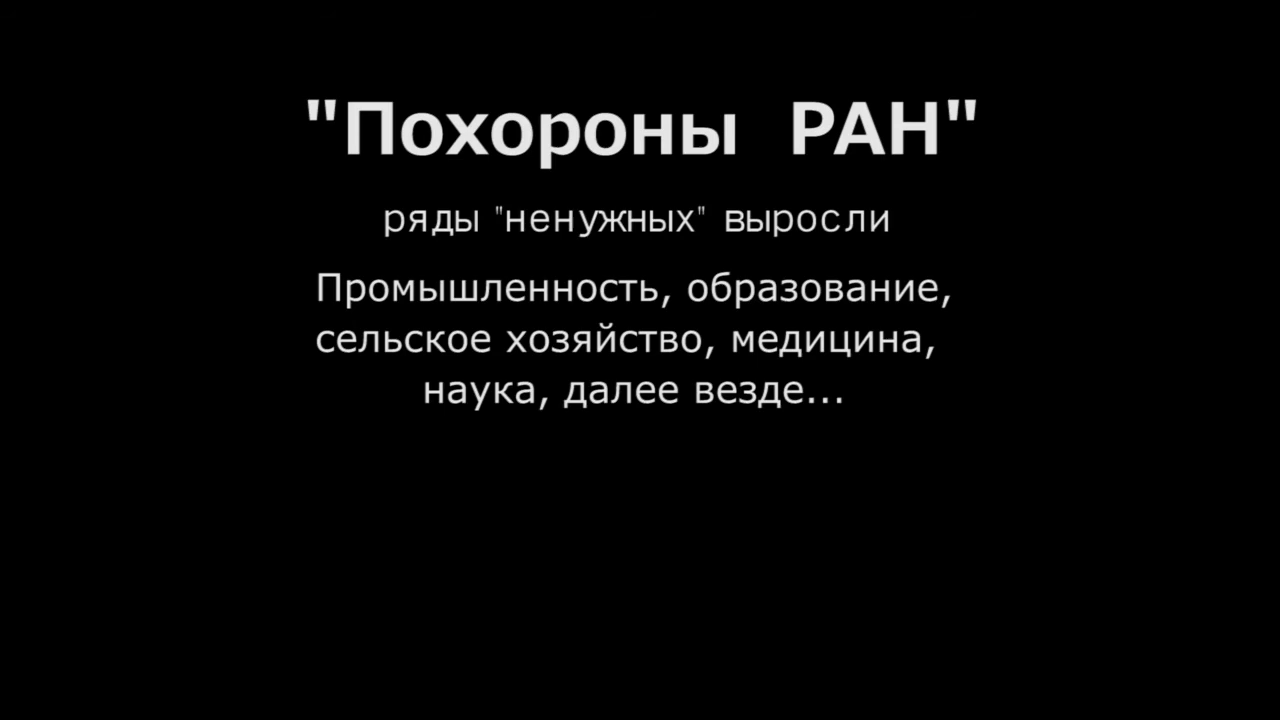 "Похороны РАН"
ряды "ненужных" выросли
Промышленность, образование,
сельское хозяйство, медицина,
наука, далее везде...